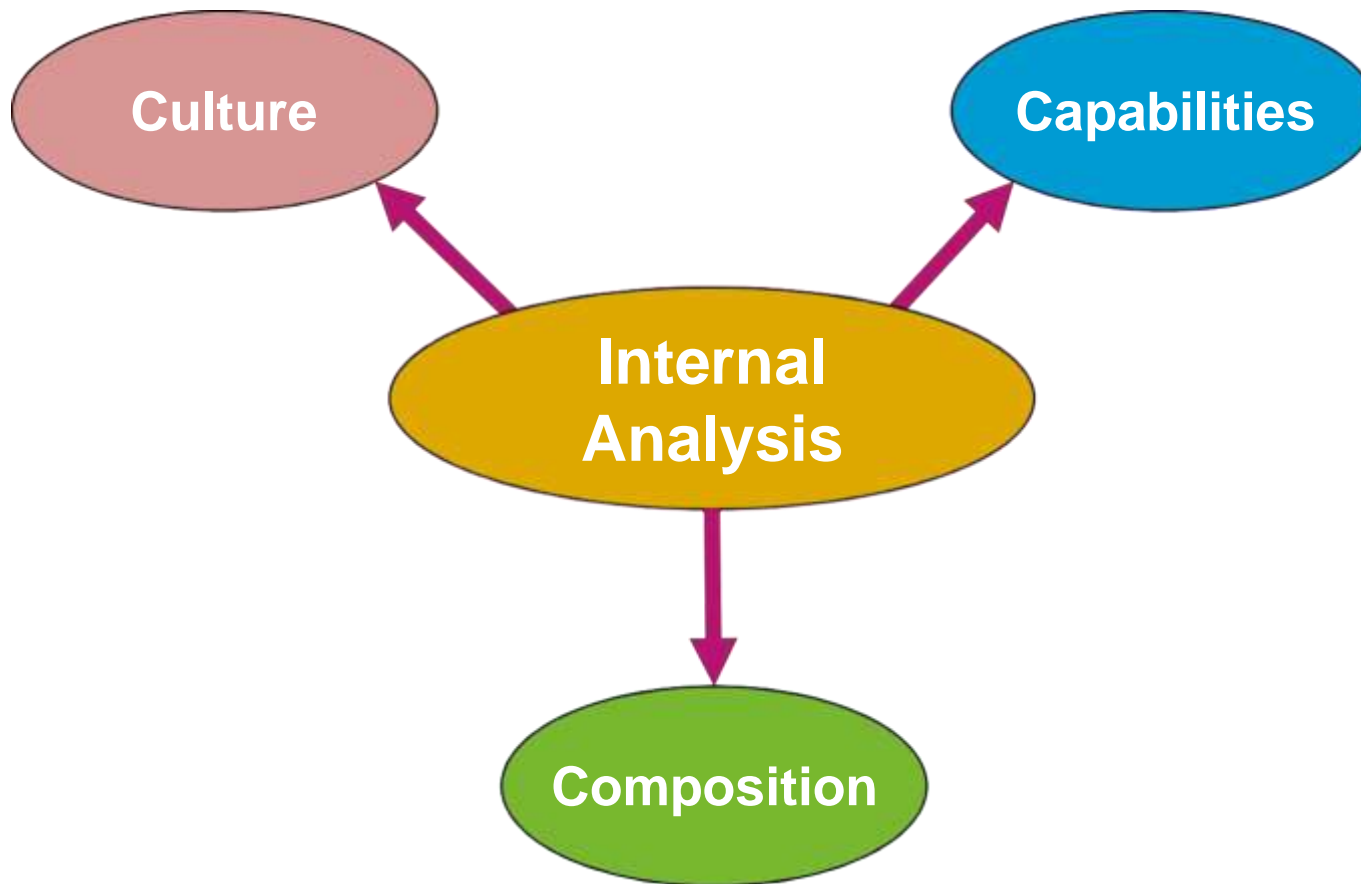 Culture
Capabilities
Internal
Analysis
Composition